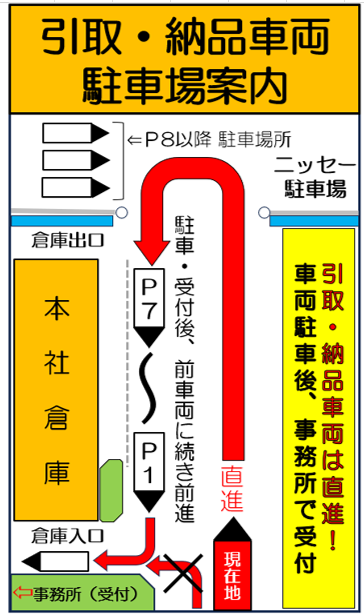 引取・納品車両
駐車場案内
⇐P8以降 駐車場所
ニッセー
駐車場
倉庫出口
引取・納品車両は直進！
車両駐車後、事務所で受付
駐車・受付後、前車両に続き前進
P7
P1
本社倉庫
直進
現在地
倉庫入口
⇦事務所（受付）